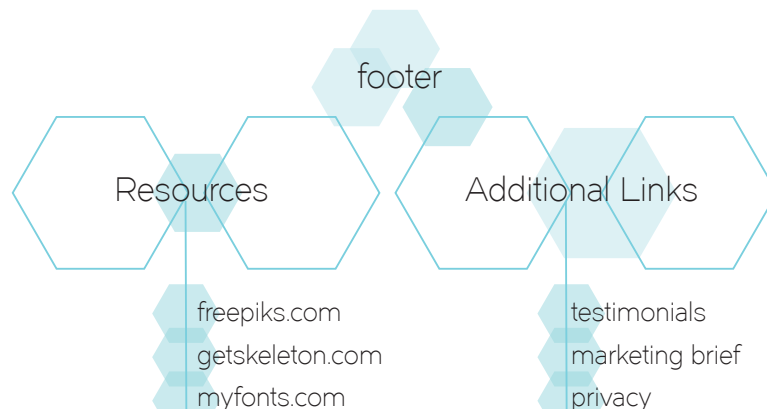 footer
Resources
Additional Links
freepiks.com
getskeleton.com
myfonts.com
testimonials
marketing brief
privacy